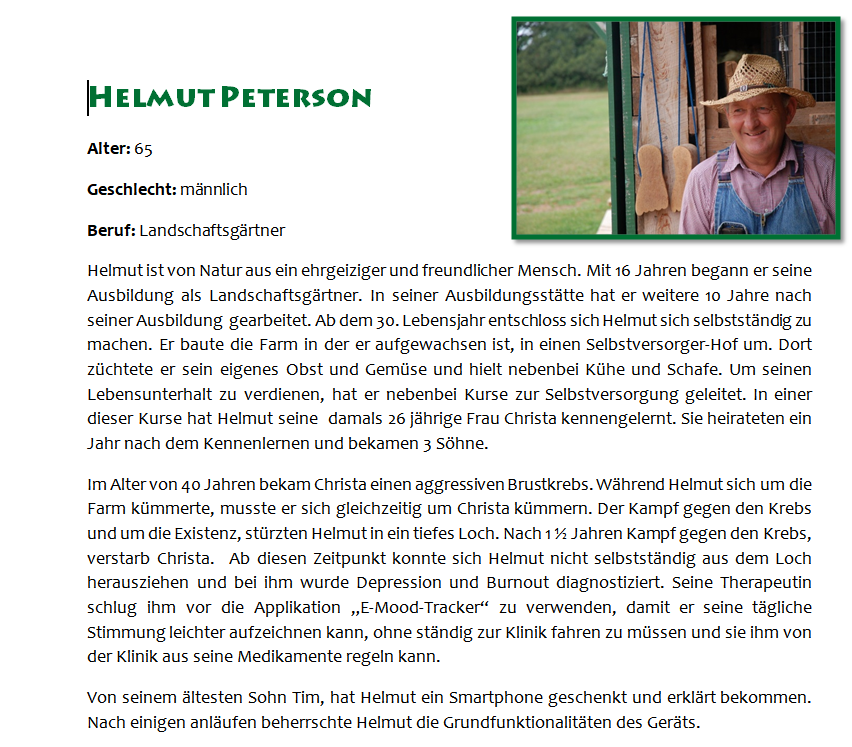 Helmut Peterson
Alter: 65
Geschlecht: männlich
Beruf: Landschaftsgärtner
Helmut ist von Natur aus ein ehrgeiziger und freundlicher Mensch. Mit 16 Jahren begann er seine
Ausbildung als Landschaftsgärtner. In seiner Ausbildungsstätte hat er weitere 10 Jahre nach
seiner Ausbildung gearbeitet. Ab dem 30. Lebensjahr entschloss sich Helmut sich selbstständig zu
machen. Er baute die Farm in der er aufgewachsen ist, in einen Selbstversorger-Hof um. Dort
züchtete er sein eigenes Obst und Gemüse und hielt nebenbei Kühe und Schafe. Um seinen
Lebensunterhalt zu verdienen, hat er nebenbei Kurse zur Selbstversorgung geleitet. In einer
dieser Kurse hat Helmut seine damals 26 jährige Frau Christa kennengelernt. Sie heirateten ein
Jahr nach dem Kennenlernen und bekamen 3 Söhne.
Im Alter von 40 Jahren bekam Christa einen aggressiven Brustkrebs. Während Helmut sich um die
Farm kümmerte, musste er sich gleichzeitig um Christa kümmern. Der Kampf gegen den Krebs
und um die Existenz, stürzten Helmut in ein tiefes Loch. Nach 1 ½ Jahren Kampf gegen den Krebs,
verstarb Christa. Ab diesen Zeitpunkt konnte sich Helmut nicht selbstständig aus dem Loch
herausziehen und bei ihm wurde Depression und Burnout diagnostiziert. Seine Therapeutin
schlug ihm vor die Applikation „E-Mood-Tracker“ zu verwenden, damit er seine tägliche
Stimmung leichter aufzeichnen kann, ohne ständig zur Klinik fahren zu müssen und sie ihm von
der Klinik aus seine Medikamente regeln kann.
Von seinem ältesten Sohn Tim, hat Helmut ein Smartphone geschenkt und erklärt bekommen.
Nach einigen anläufen beherrschte Helmut die Grundfunktionalitäten des Geräts.